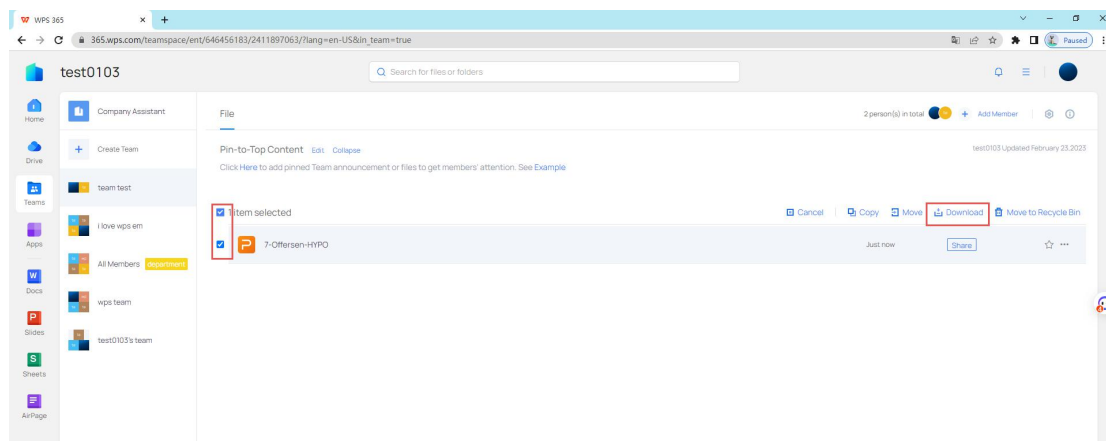 WPS 365
365.wps.com/teamspace/ent/646456183/2411897063/?lang=en-US&in_team=true
Paused
test0103
Search for files or folders
Home
Drive
Teams
Apps
Docs
Slides
Sheets
AirPage
Company Assistant
Create Team
team test
i love wps em
All Members department
wps team
test0103's team
File
2 person(s) in total
Add Member
Pin-to-Top Content Edit Collapse
test0103 Updated February 23,2023
Click Here to add pinned Team announcement or files to get members' attention. See Example
1 item selected
Cancel Copy Move Download Move to Recycle Bin
7-Offersen-HYPO
Just now
Share